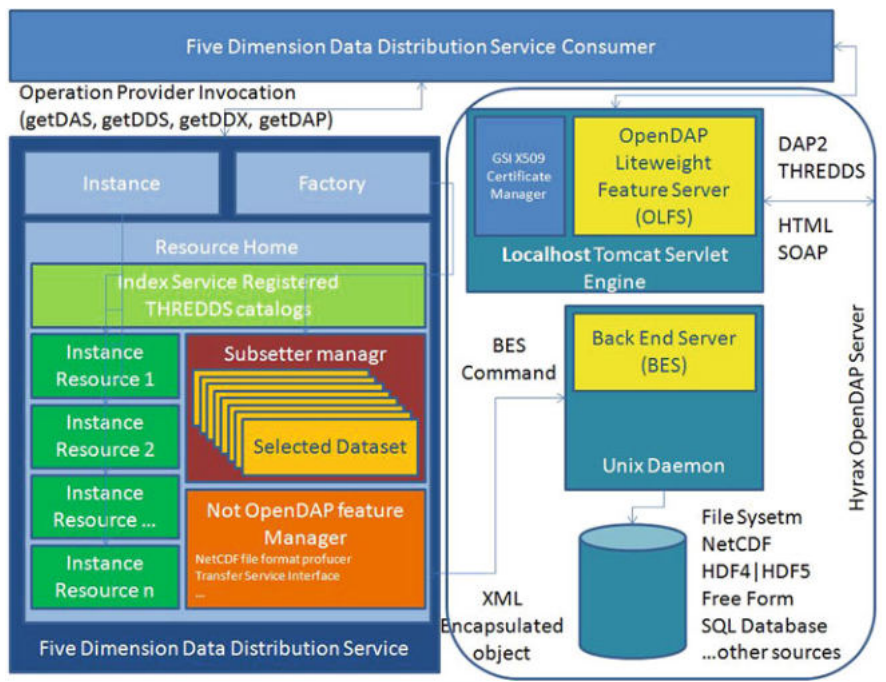 Five Dimension Data Distribution Service Consumer
Operation Provider Invocation
(getDAS, getDDS, getDDX, getDAP)
Instance
Factory
Resource Home
Index Service Registered
THREDDS catalogs
Instance
Resource 1
Instance
Resource 2
Instance
Resource ...
Instance
Resource n
Subsetter managr
Selected Dataset
Not OpenDAP feature
Manager
NetCDF file format profucer
Transfer Service Interface
...
Five Dimension Data Distribution Service
GSI X509
Certificate
Manager
OpenDAP
Liteweight
Feature Server
(OLFS)
Localhost Tomcat Servlet
Engine
DAP2
THREDDS
HTML
SOAP
BES
Command
Back End Server
(BES)
Unix Daemon
XML
Encapsulated
object
File Sysetm
NetCDF
HDF4|HDF5
Free Form
SQL Database
...other sources
Hyrax OpenDAP Server